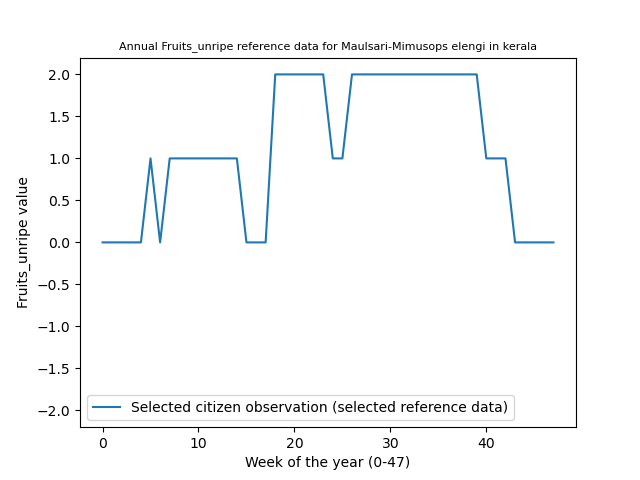 Annual Fruits_unripe reference data for Maulsari-Mimusops elengi in kerala
2.0
1.5
1.0
0.5
0.0
−0.5
−1.0
−1.5
−2.0
Fruits_unripe value
Selected citizen observation (selected reference data)
0 10 20 30 40
Week of the year (0-47)